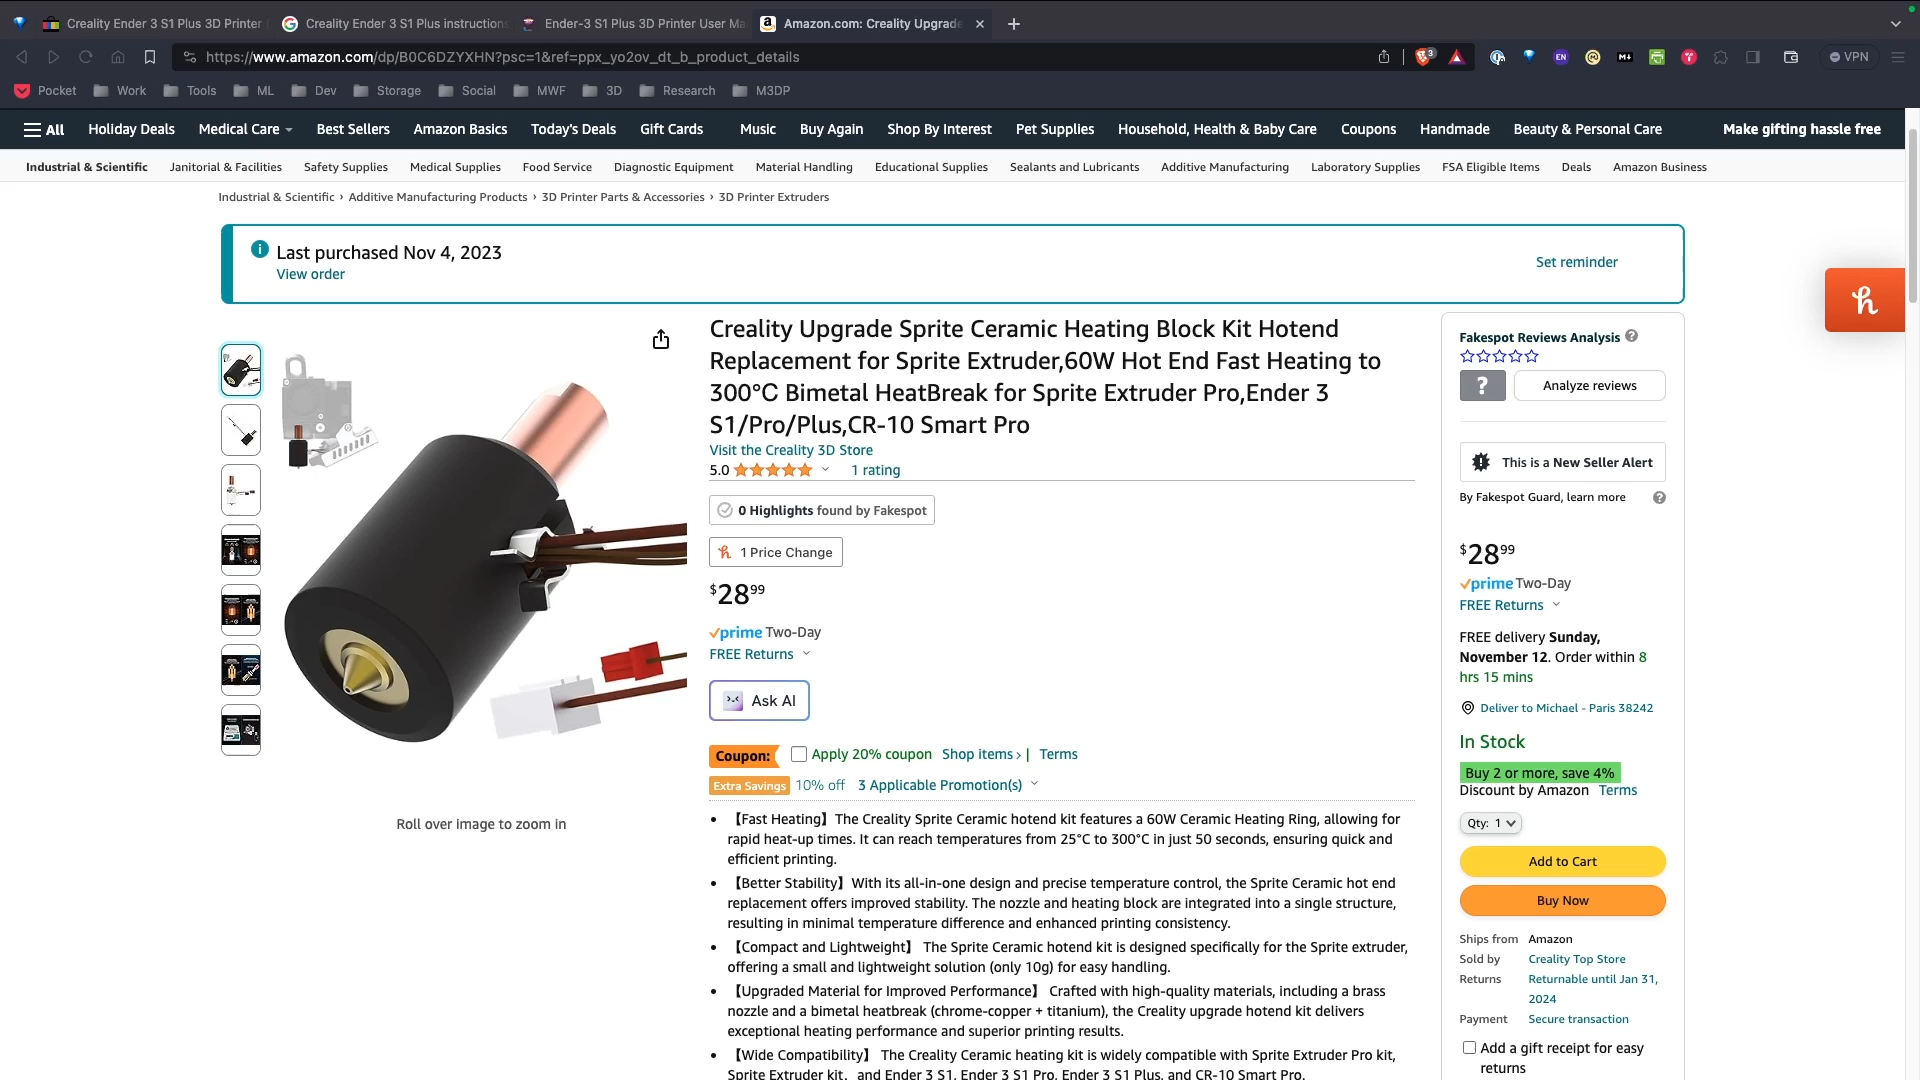 Creality Ender 3 S1 Plus 3D Printer
Creality Ender 3 S1 Plus instructions
Ender-3 S1 Plus 3D Printer User Ma
Amazon.com: Creality Upgrade
https://www.amazon.com/dp/B0C6DZYXHN?psc=1&ref=ppx_yo2ov_dt_b_product_details
3
EN
M↓
VPN
Pocket
Work
Tools
ML
Dev
Storage
Social
MWF
3D
Research
M3DP
All
Holiday Deals
Medical Care
Best Sellers
Amazon Basics
Today's Deals
Gift Cards
Music
Buy Again
Shop By Interest
Pet Supplies
Household, Health & Baby Care
Coupons
Handmade
Beauty & Personal Care
Make gifting hassle free
Industrial & Scientific
Janitorial & Facilities
Safety Supplies
Medical Supplies
Food Service
Diagnostic Equipment
Material Handling
Educational Supplies
Sealants and Lubricants
Additive Manufacturing
Laboratory Supplies
FSA Eligible Items
Deals
Amazon Business
Industrial & Scientific › Additive Manufacturing Products › 3D Printer Parts & Accessories › 3D Printer Extruders
Last purchased Nov 4, 2023
View order
Set reminder
Roll over image to zoom in
Creality Upgrade Sprite Ceramic Heating Block Kit Hotend
Replacement for Sprite Extruder,60W Hot End Fast Heating to
300℃ Bimetal HeatBreak for Sprite Extruder Pro,Ender 3
S1/Pro/Plus,CR-10 Smart Pro
Visit the Creality 3D Store
5.0 1 rating
0 Highlights found by Fakespot
1 Price Change
$28 99
prime Two-Day
FREE Returns
Ask AI
Coupon: Apply 20% coupon Shop items › | Terms
Extra Savings 10% off 3 Applicable Promotion(s)
• 【Fast Heating】The Creality Sprite Ceramic hotend kit features a 60W Ceramic Heating Ring, allowing for
rapid heat-up times. It can reach temperatures from 25°C to 300°C in just 50 seconds, ensuring quick and
efficient printing.
• 【Better Stability】With its all-in-one design and precise temperature control, the Sprite Ceramic hot end
replacement offers improved stability. The nozzle and heating block are integrated into a single structure,
resulting in minimal temperature difference and enhanced printing consistency.
• 【Compact and Lightweight】 The Sprite Ceramic hotend kit is designed specifically for the Sprite extruder,
offering a small and lightweight solution (only 10g) for easy handling.
• 【Upgraded Material for Improved Performance】 Crafted with high-quality materials, including a brass
nozzle and a bimetal heatbreak (chrome-copper + titanium), the Creality upgrade hotend kit delivers
exceptional heating performance and superior printing results.
• 【Wide Compatibility】 The Creality Ceramic heating kit is widely compatible with Sprite Extruder Pro kit,
Sprite Extruder kit, and Ender 3 S1, Ender 3 S1 Pro, Ender 3 S1 Plus, and CR-10 Smart Pro.
Fakespot Reviews Analysis ?
? Analyze reviews
This is a New Seller Alert
By Fakespot Guard, learn more ?
$28 99
prime Two-Day
FREE Returns
FREE delivery Sunday,
November 12. Order within 8
hrs 15 mins
Deliver to Michael - Paris 38242
In Stock
Buy 2 or more, save 4%
Discount by Amazon Terms
Qty: 1
Add to Cart
Buy Now
Ships from Amazon
Sold by Creality Top Store
Returns Returnable until Jan 31,
2024
Payment Secure transaction
Add a gift receipt for easy
returns